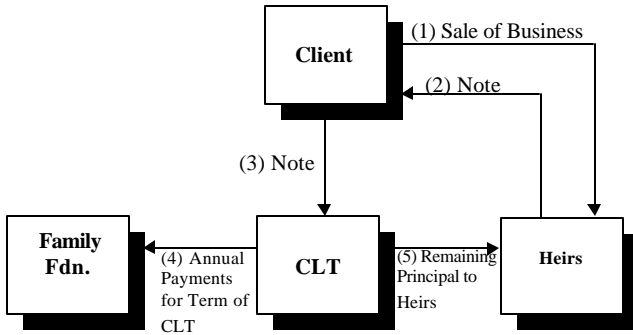 (1) Sale of Business
Client
(2) Note
(3) Note
Family
Fdn.
(4) Annual
Payments
for Term of
CLT
CLT
(5) Remaining
Principal to
Heirs
Heirs